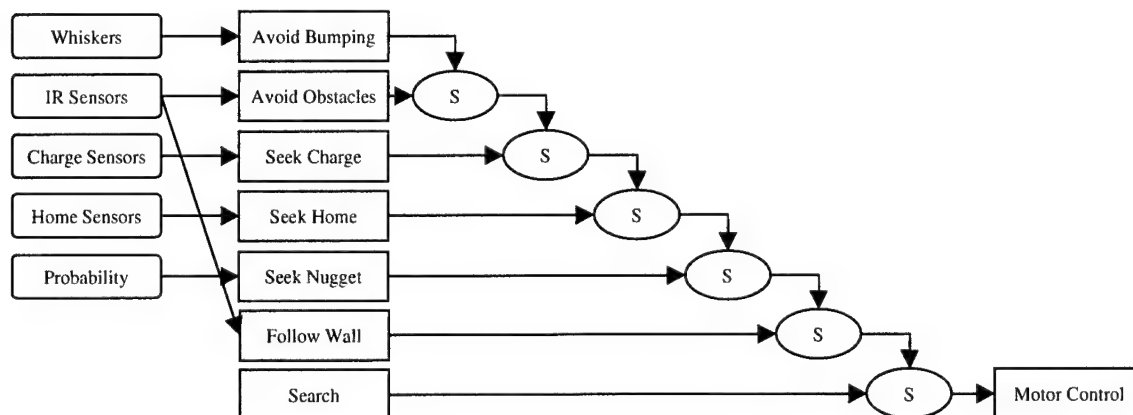 Whiskers
Avoid Bumping
IR Sensors
Avoid Obstacles
S
Charge Sensors
Seek Charge
S
Home Sensors
Seek Home
S
Probability
Seek Nugget
S
Follow Wall
S
Search
S
Motor Control